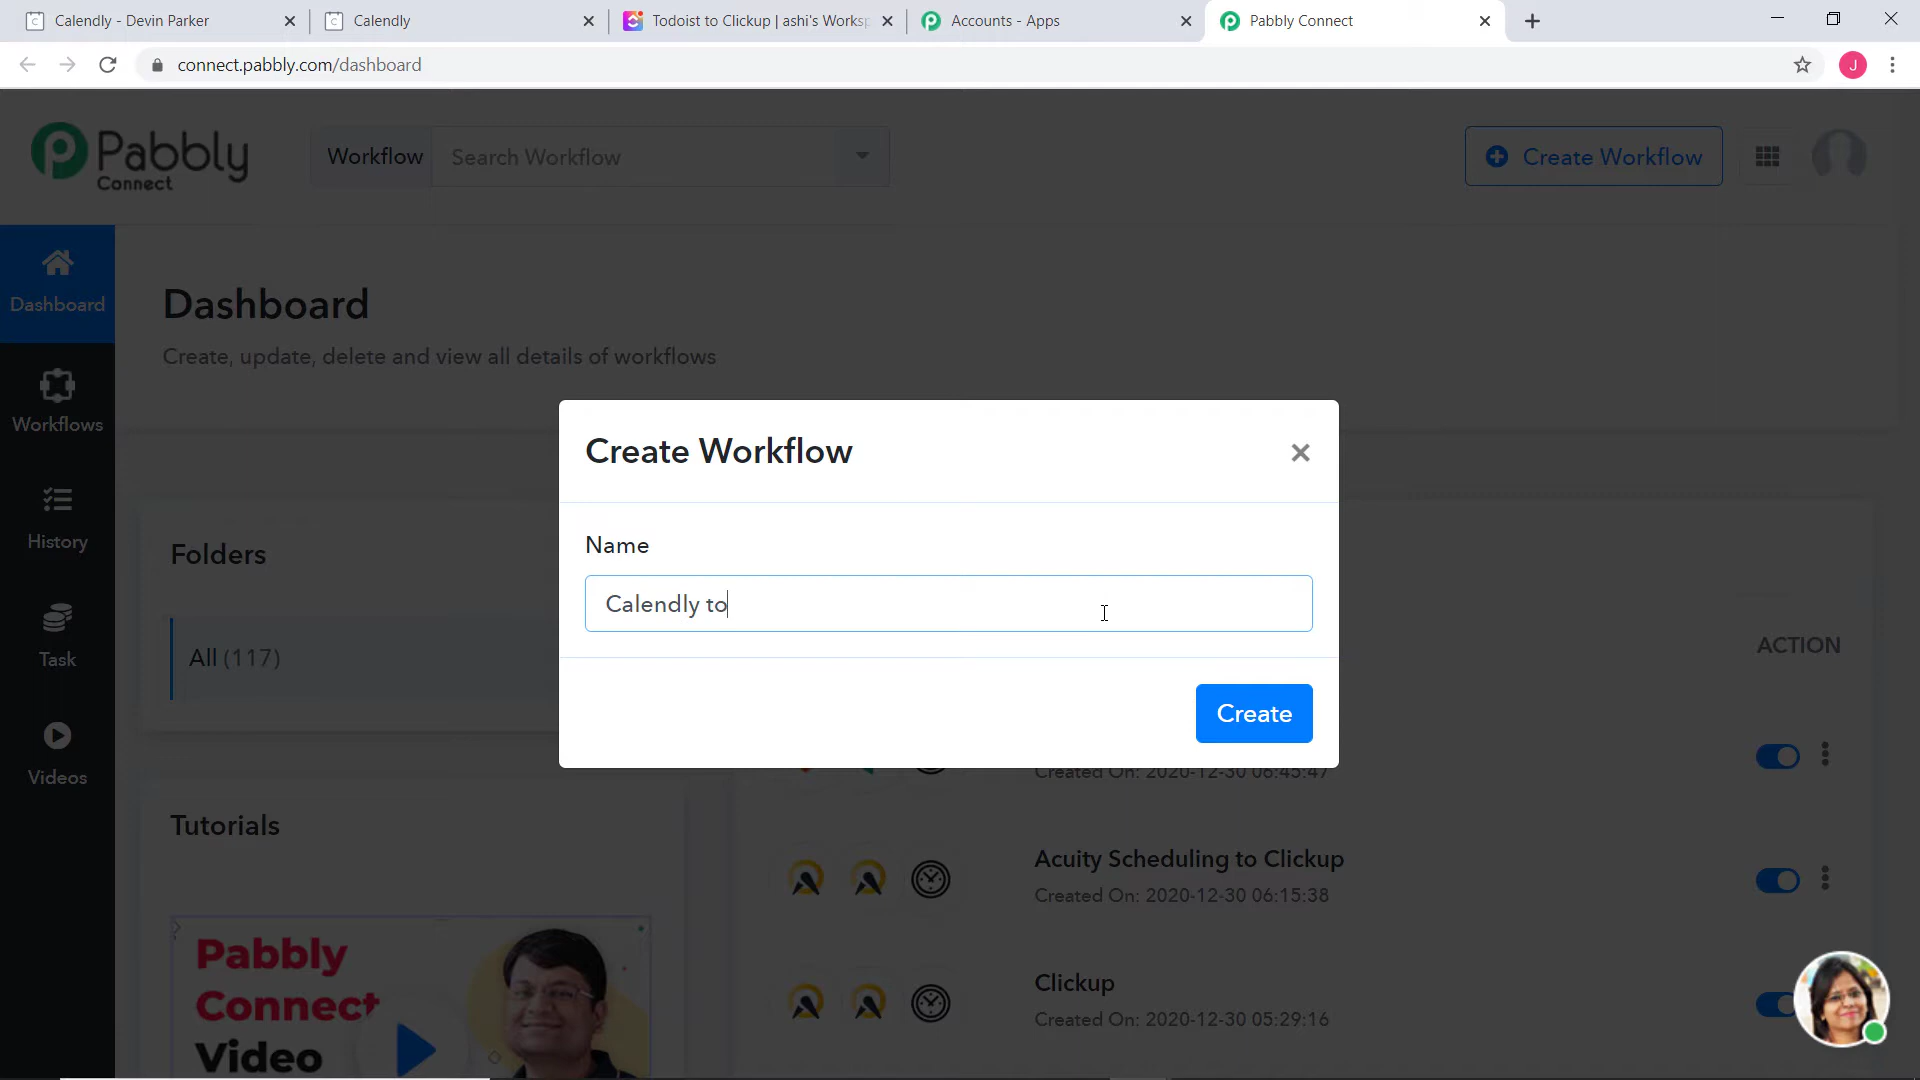 Calendly - Devin Parker
Calendly
Todoist to Clickup | ashi's Worksp
Accounts - Apps
Pabbly Connect
connect.pabbly.com/dashboard
J
Pabbly
Connect
Workflow
Search Workflow
Create Workflow
Dashboard
Workflows
History
Task
Videos
Dashboard
Create, update, delete and view all details of workflows
Create Workflow
Name
Calendly to
Create
Folders
All (117)
ACTION
Created On: 2020-12-30 06:45:47
Tutorials
Pabbly
Connect
Video
Acuity Scheduling to Clickup
Created On: 2020-12-30 06:15:38
Clickup
Created On: 2020-12-30 05:29:16